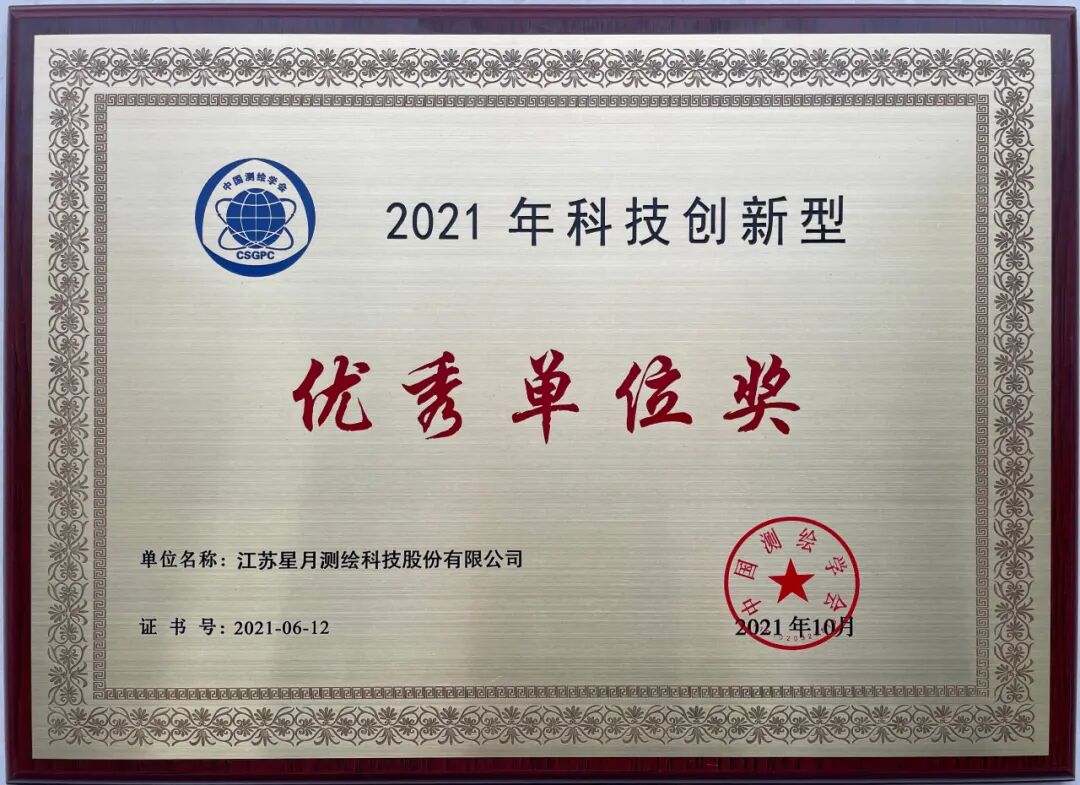 中国测绘学会
CSGPC
2021 年科技创新型
优秀单位奖
单位名称：江苏星月测绘科技股份有限公司
证 书 号：2021-06-12
中国测绘学会
2021 年10月